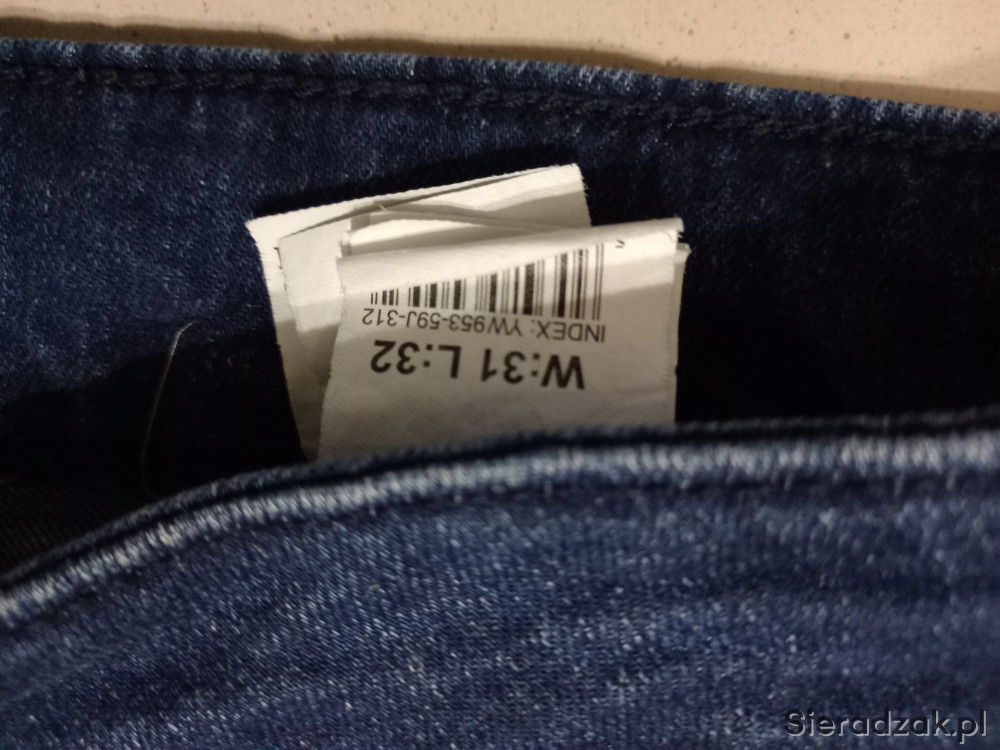 W:31 L:32
INDEX: YW953-59J-312
Sieradzak.pl